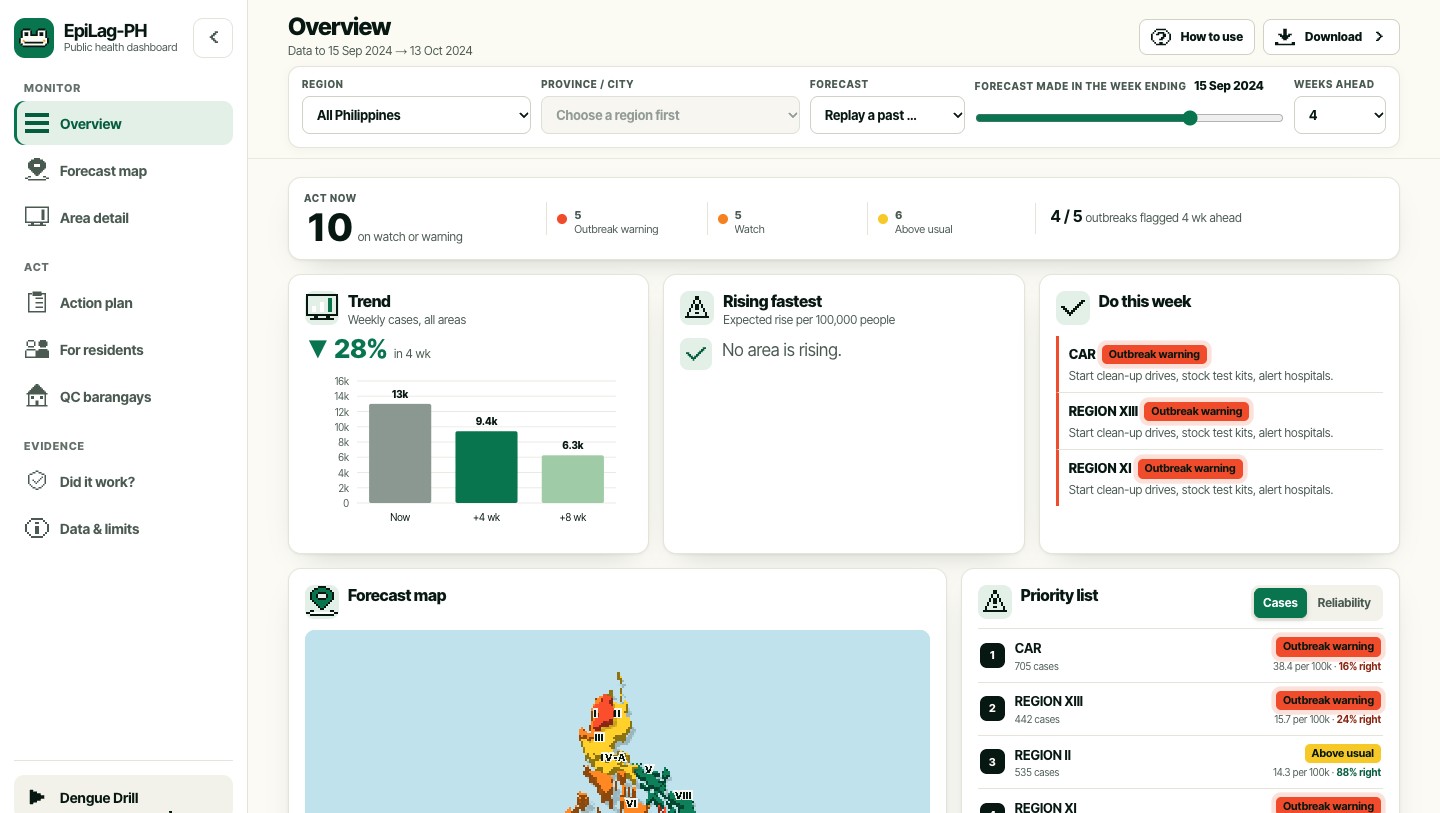 EpiLag-PH
Public health dashboard
MONITOR
Overview
Forecast map
Area detail
ACT
Action plan
For residents
QC barangays
EVIDENCE
Did it work?
Data & limits
Dengue Drill
Overview
Data to 15 Sep 2024 → 13 Oct 2024
How to use
Download
REGION
All Philippines
PROVINCE / CITY
Choose a region first
FORECAST
Replay a past ...
FORECAST MADE IN THE WEEK ENDING 15 Sep 2024
WEEKS AHEAD
4
ACT NOW
10 on watch or warning
5
Outbreak warning
5
Watch
6
Above usual
4 / 5 outbreaks flagged 4 wk ahead
Trend
Weekly cases, all areas
▼ 28% in 4 wk
16k
14k
12k
10k
8k
6k
4k
2k
0
13k
9.4k
6.3k
Now
+4 wk
+8 wk
Rising fastest
Expected rise per 100,000 people
No area is rising.
Do this week
CAR Outbreak warning
Start clean-up drives, stock test kits, alert hospitals.
REGION XIII Outbreak warning
Start clean-up drives, stock test kits, alert hospitals.
REGION XI Outbreak warning
Start clean-up drives, stock test kits, alert hospitals.
Forecast map
I II
III
IV-A
V
VI
VIII
Priority list
Cases Reliability
1 CAR Outbreak warning
705 cases 38.4 per 100k · 16% right
2 REGION XIII Outbreak warning
442 cases 15.7 per 100k · 24% right
3 REGION II Above usual
535 cases 14.3 per 100k · 88% right
REGION XI Outbreak warning